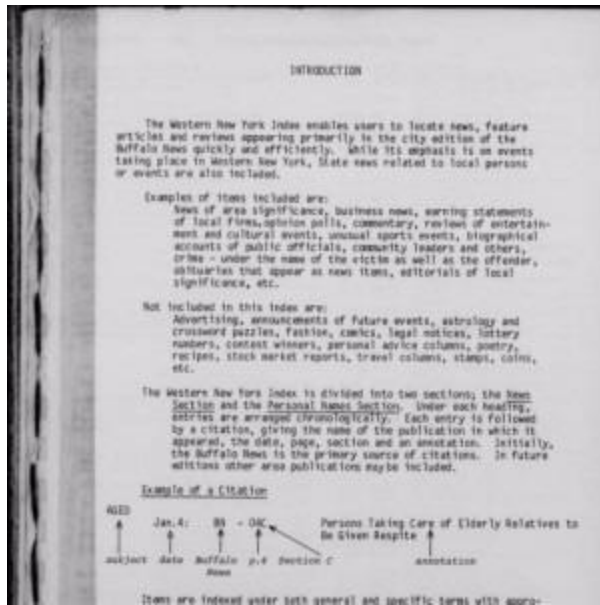 INTRODUCTION
The Western New York Index enables users to locate news, feature
articles and reviews appearing primarily in the city edition of the
Buffalo News quickly and efficiently. While its emphasis is on events
taking place in Western New York, State news related to local persons
or events are also included.
Examples of items included are:
News of area significance, business news, earning statements
of local firms,opinion polls, commentary, reviews of entertain-
ment and cultural events, unusual sports events, biographical
accounts of public officials, community leaders and others,
crime - under the name of the victim as well as the offender,
obituaries that appear as news items, editorials of local
significance, etc.
Not included in this index are:
Advertising, announcements of future events, astrology and
crossword puzzles, fashion, comics, legal notices, lottery
numbers, contest winners, personal advice columns, poetry,
recipes, stock market reports, travel columns, stamps, coins,
etc.
The Western New York Index is divided into two sections; the News
Section and the Personal Names Section. Under each heading,
entries are arranged chronologically. Each entry is followed
by a citation, giving the name of the publication in which it
appeared, the date, page, section and an annotation. Initially,
the Buffalo News is the primary source of citations. In future
editions other area publications may be included.
Example of a Citation
AGED
Jan.4: BN - 04C Persons Taking Care of Elderly Relatives to
Be Given Respite
subject date Buffalo p.4 Section C annotation
News
Items are indexed under both general and specific terms with appro-